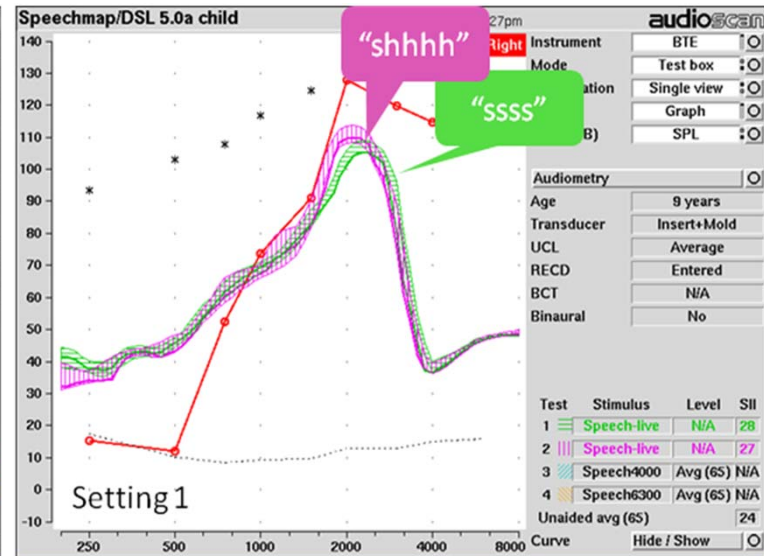 Speechmap/DSL 5.0a child
27pm
audioscan
"shhhh"
"ssss"
Right
140
130
120
110
100
90
80
70
60
50
40
30
20
10
0
-10
250 500 1000 2000 4000 8000
Setting 1
Instrument BTE
Mode Test box
ation Single view
Graph
B) SPL
Audiometry
Age 9 years
Transducer Insert+Mold
UCL Average
RECD Entered
BCT N/A
Binaural No
Test Stimulus Level SII
1 Speech-live N/A 28
2 Speech-live N/A 27
3 Speech4000 Avg (65) N/A
4 Speech6300 Avg (65) N/A
Unaided avg (65) 24
Curve Hide / Show